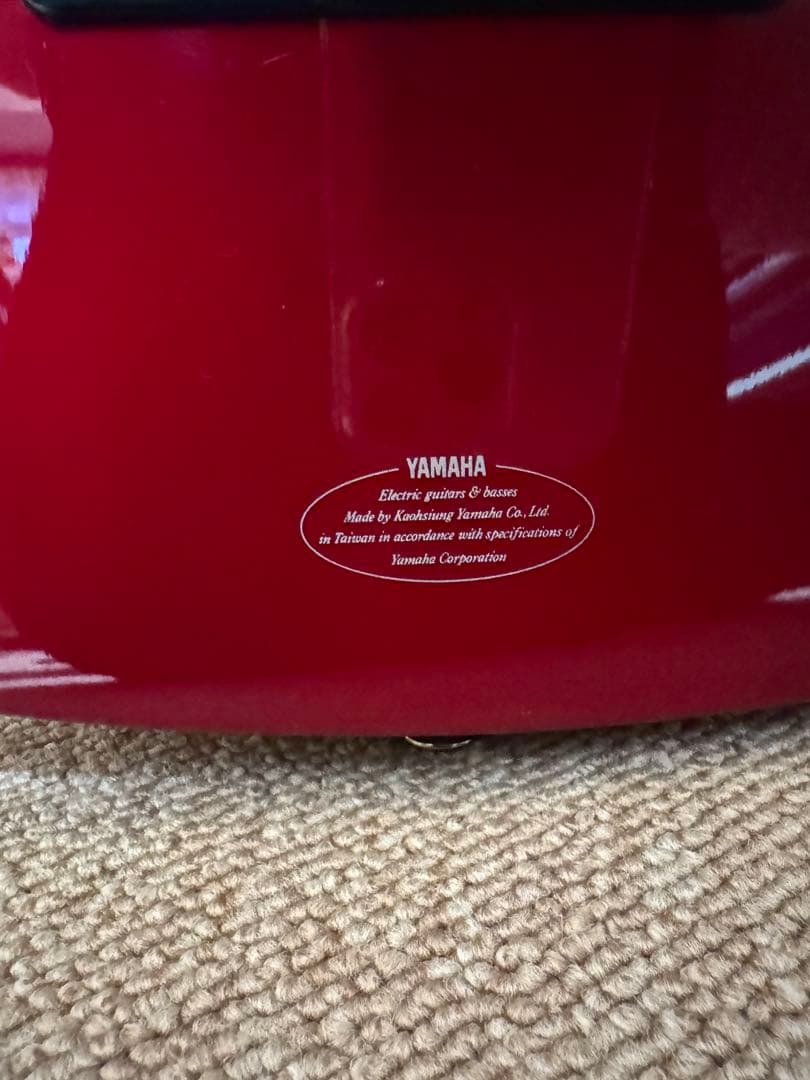 YAMAHA
Electric guitars & basses
Made by Kaohsiung Yamaha Co., Ltd.
in Taiwan in accordance with specifications of
Yamaha Corporation